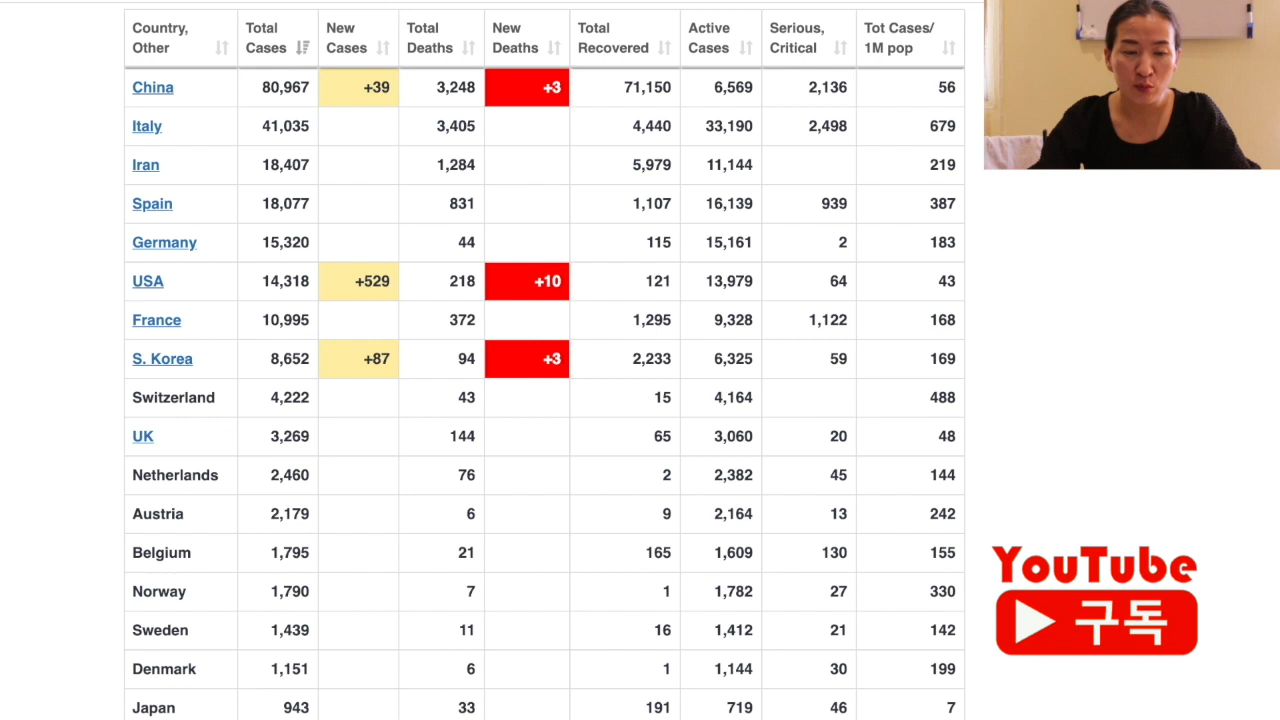 Country, Other Total Cases New Cases Total Deaths New Deaths Total Recovered Active Cases Serious, Critical Tot Cases/ 1M pop
China 80,967 +39 3,248 +3 71,150 6,569 2,136 56
Italy 41,035 3,405 4,440 33,190 2,498 679
Iran 18,407 1,284 5,979 11,144 219
Spain 18,077 831 1,107 16,139 939 387
Germany 15,320 44 115 15,161 2 183
USA 14,318 +529 218 +10 121 13,979 64 43
France 10,995 372 1,295 9,328 1,122 168
S. Korea 8,652 +87 94 +3 2,233 6,325 59 169
Switzerland 4,222 43 15 4,164 488
UK 3,269 144 65 3,060 20 48
Netherlands 2,460 76 2 2,382 45 144
Austria 2,179 6 9 2,164 13 242
Belgium 1,795 21 165 1,609 130 155
Norway 1,790 7 1 1,782 27 330
Sweden 1,439 11 16 1,412 21 142
Denmark 1,151 6 1 1,144 30 199
Japan 943 33 191 719 46 7
YouTube
구독